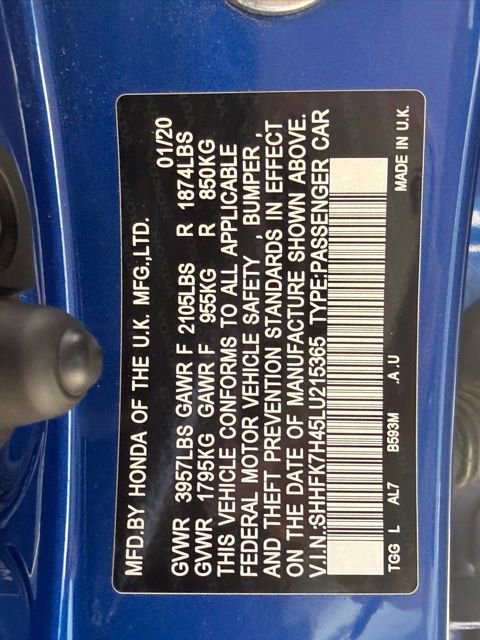 MFD.BY HONDA OF THE U.K. MFG.,LTD. 01/20
GVWR 3957LBS GAWR F 2105LBS R 1874LBS
GVWR 1795KG GAWR F 955KG R 850KG
THIS VEHICLE CONFORMS TO ALL APPLICABLE
FEDERAL MOTOR VEHICLE SAFETY , BUMPER ,
AND THEFT PREVENTION STANDARDS IN EFFECT
ON THE DATE OF MANUFACTURE SHOWN ABOVE.
V.I.N.:SHHFK7H45LU215365 TYPE:PASSENGER CAR
TGG L AL7 B593M .A .U MADE IN U.K.